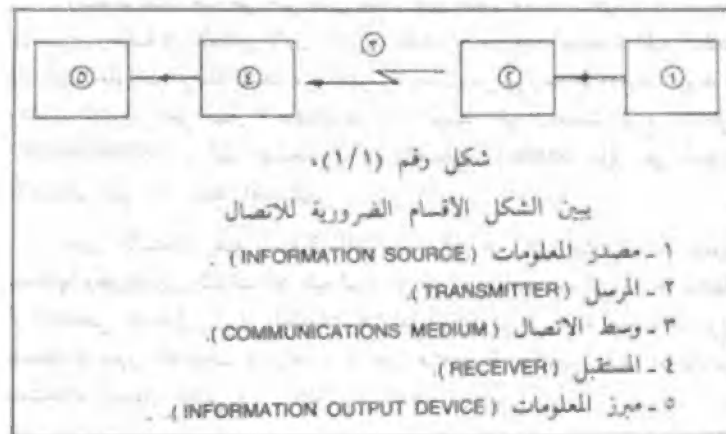 ⑤ ④ ③ ② ①
شكل رقم (١/١)،
يبين الشكل الاقسام الضرورية للاتصال
١ ـ مصدر المعلومات (INFORMATION SOURCE).
٢ ـ المرسل (TRANSMITTER).
٣ ـ وسط الاتصال (COMMUNICATIONS MEDIUM).
٤ ـ المستقبل (RECEIVER).
٥ ـ مبرز المعلومات (INFORMATION OUTPUT DEVICE).